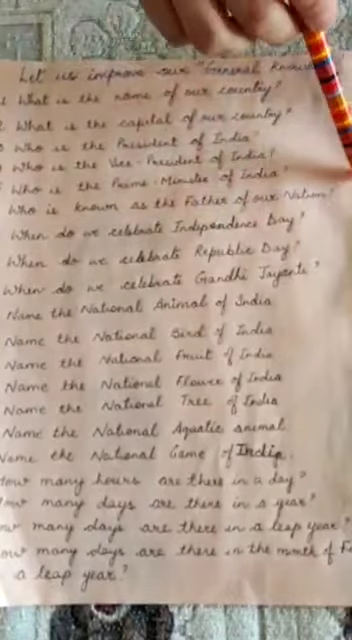 Let us improve our "General Know
1 What is the name of our country?
2 What is the capital of our country?
3 Who is the President of India?
Who is the Vice-President of India?
Who is the Prime-Minister of India?
Who is known as the Father of our Nation?
When do we celebrate Independence Day?
When do we celebrate Republic Day?
When do we celebrate Gandhi Jayanti?
Name the National Animal of India
Name the National Bird of India
Name the National Fruit of India
Name the National Flower of India
Name the National Tree of India
Name the National Aquatic animal
Name the National Game of India.
How many hours are there in a day?
How many days are there in a year?
How many days are there in a leap year?
How many days are there in the month of Fe
a leap year?